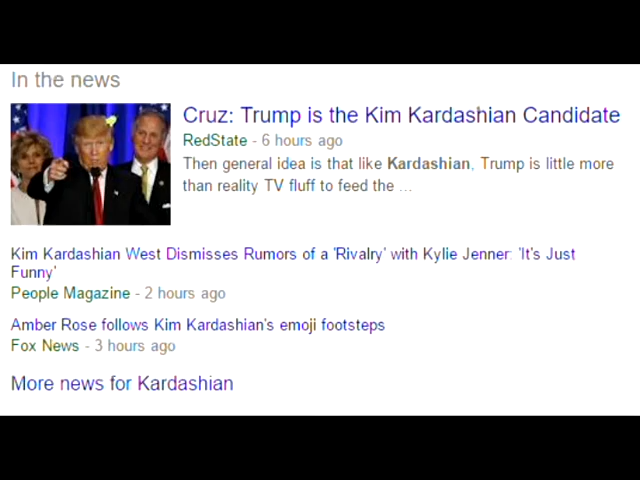 In the news
Cruz: Trump is the Kim Kardashian Candidate
RedState - 6 hours ago
Then general idea is that like Kardashian, Trump is little more
than reality TV fluff to feed the ...
Kim Kardashian West Dismisses Rumors of a 'Rivalry' with Kylie Jenner: 'It's Just
Funny'
People Magazine - 2 hours ago
Amber Rose follows Kim Kardashian's emoji footsteps
Fox News - 3 hours ago
More news for Kardashian